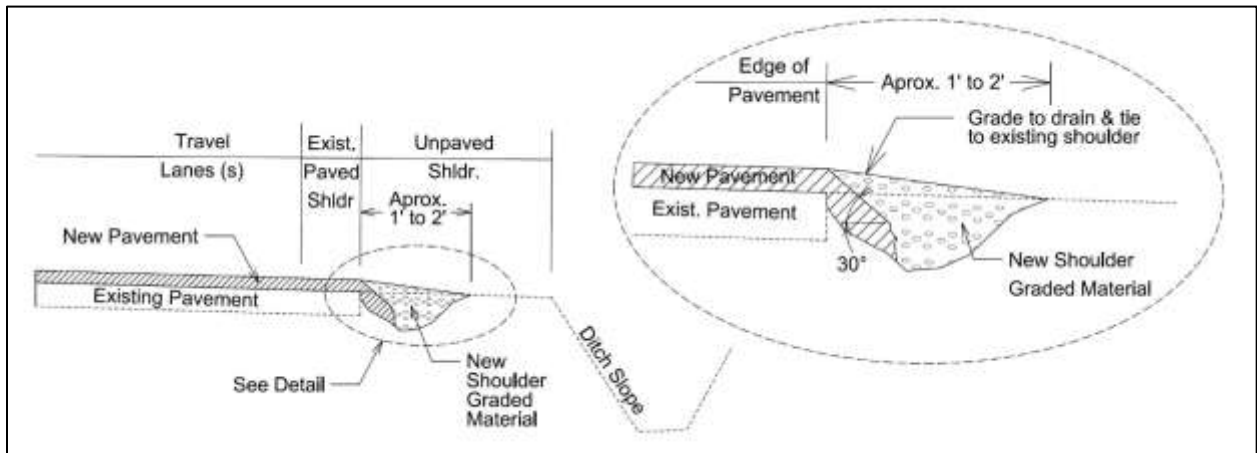 Travel
Lanes (s)
Exist,
Paved
Shldr
Unpaved
Shldr.
Aprox.
1' to 2'
New Pavement
Existing Pavement
See Detail
New
Shoulder
Graded
Material
Ditch Slope
Edge of
Pavement
Aprox. 1' to 2'
Grade to drain & tie
to existing shoulder
New Pavement
Exist. Pavement
30°
New Shoulder
Graded Material